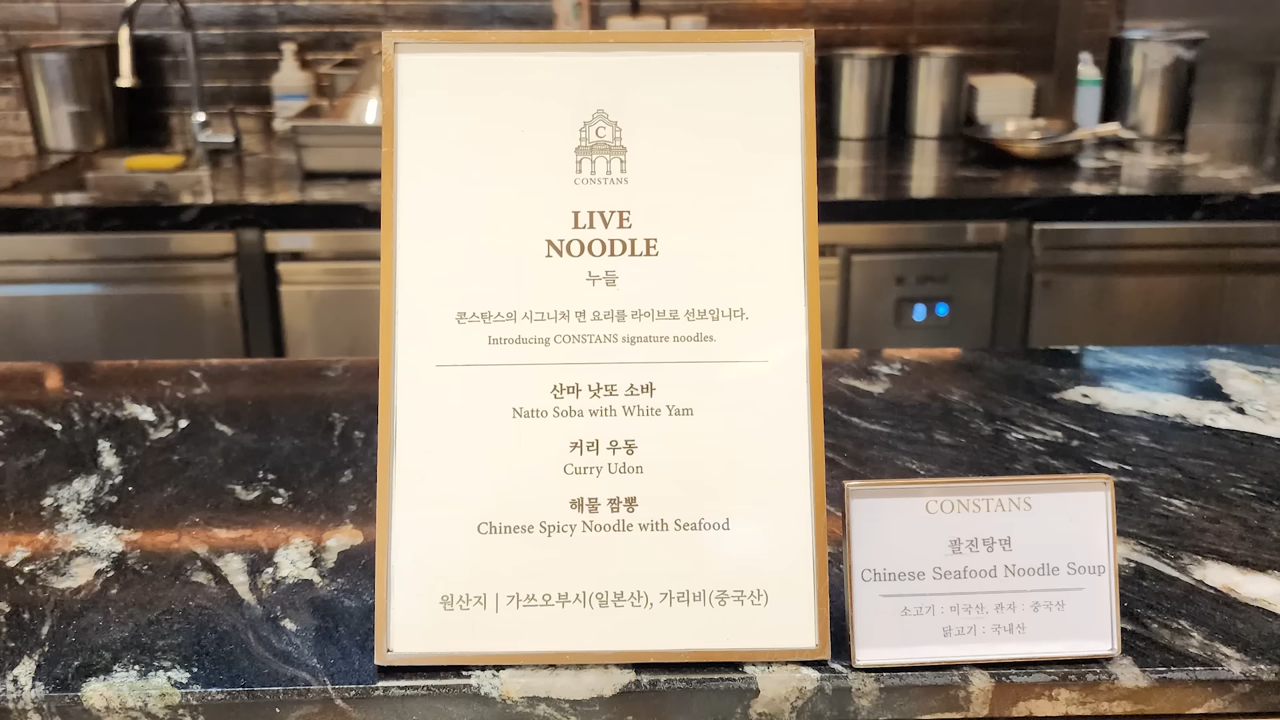 C
CONSTANS
LIVE
NOODLE
누들
콘스탄스의 시그니처 면 요리를 라이브로 선보입니다.
Introducing CONSTANS signature noodles.
산마 낫또 소바
Natto Soba with White Yam
커리 우동
Curry Udon
해물 짬뽕
Chinese Spicy Noodle with Seafood
원산지 | 가쓰오부시(일본산), 가리비(중국산)
CONSTANS
팔진탕면
Chinese Seafood Noodle Soup
소고기 : 미국산, 관자 : 중국산
닭고기 : 국내산